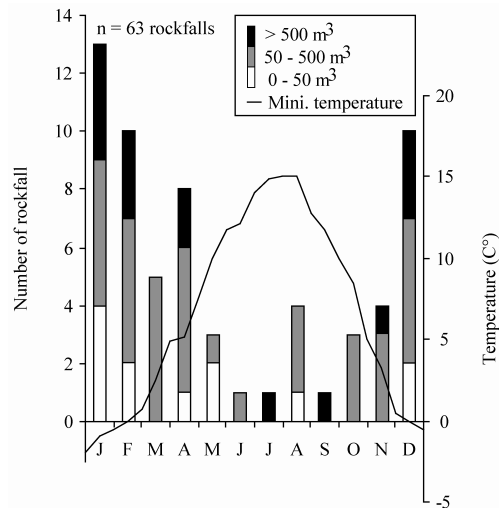 n = 63 rockfalls
> 500 m³
50 - 500 m³
0 - 50 m³
Mini. temperature
Number of rockfall
14
12
10
8
6
4
2
0
J F M A M J J A S O N D
20
15
10
5
0
-5
Temperature (C°)